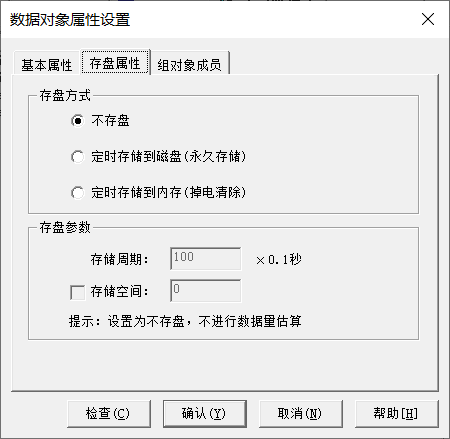 数据对象属性设置
基本属性 存盘属性 组对象成员
存盘方式
不存盘
定时存储到磁盘(永久存储)
定时存储到内存(掉电清除)
存盘参数
存储周期: 100 ×0.1秒
存储空间: 0
提示: 设置为不存盘,不进行数据量估算
检查(C) 确认(Y) 取消(N) 帮助[H]